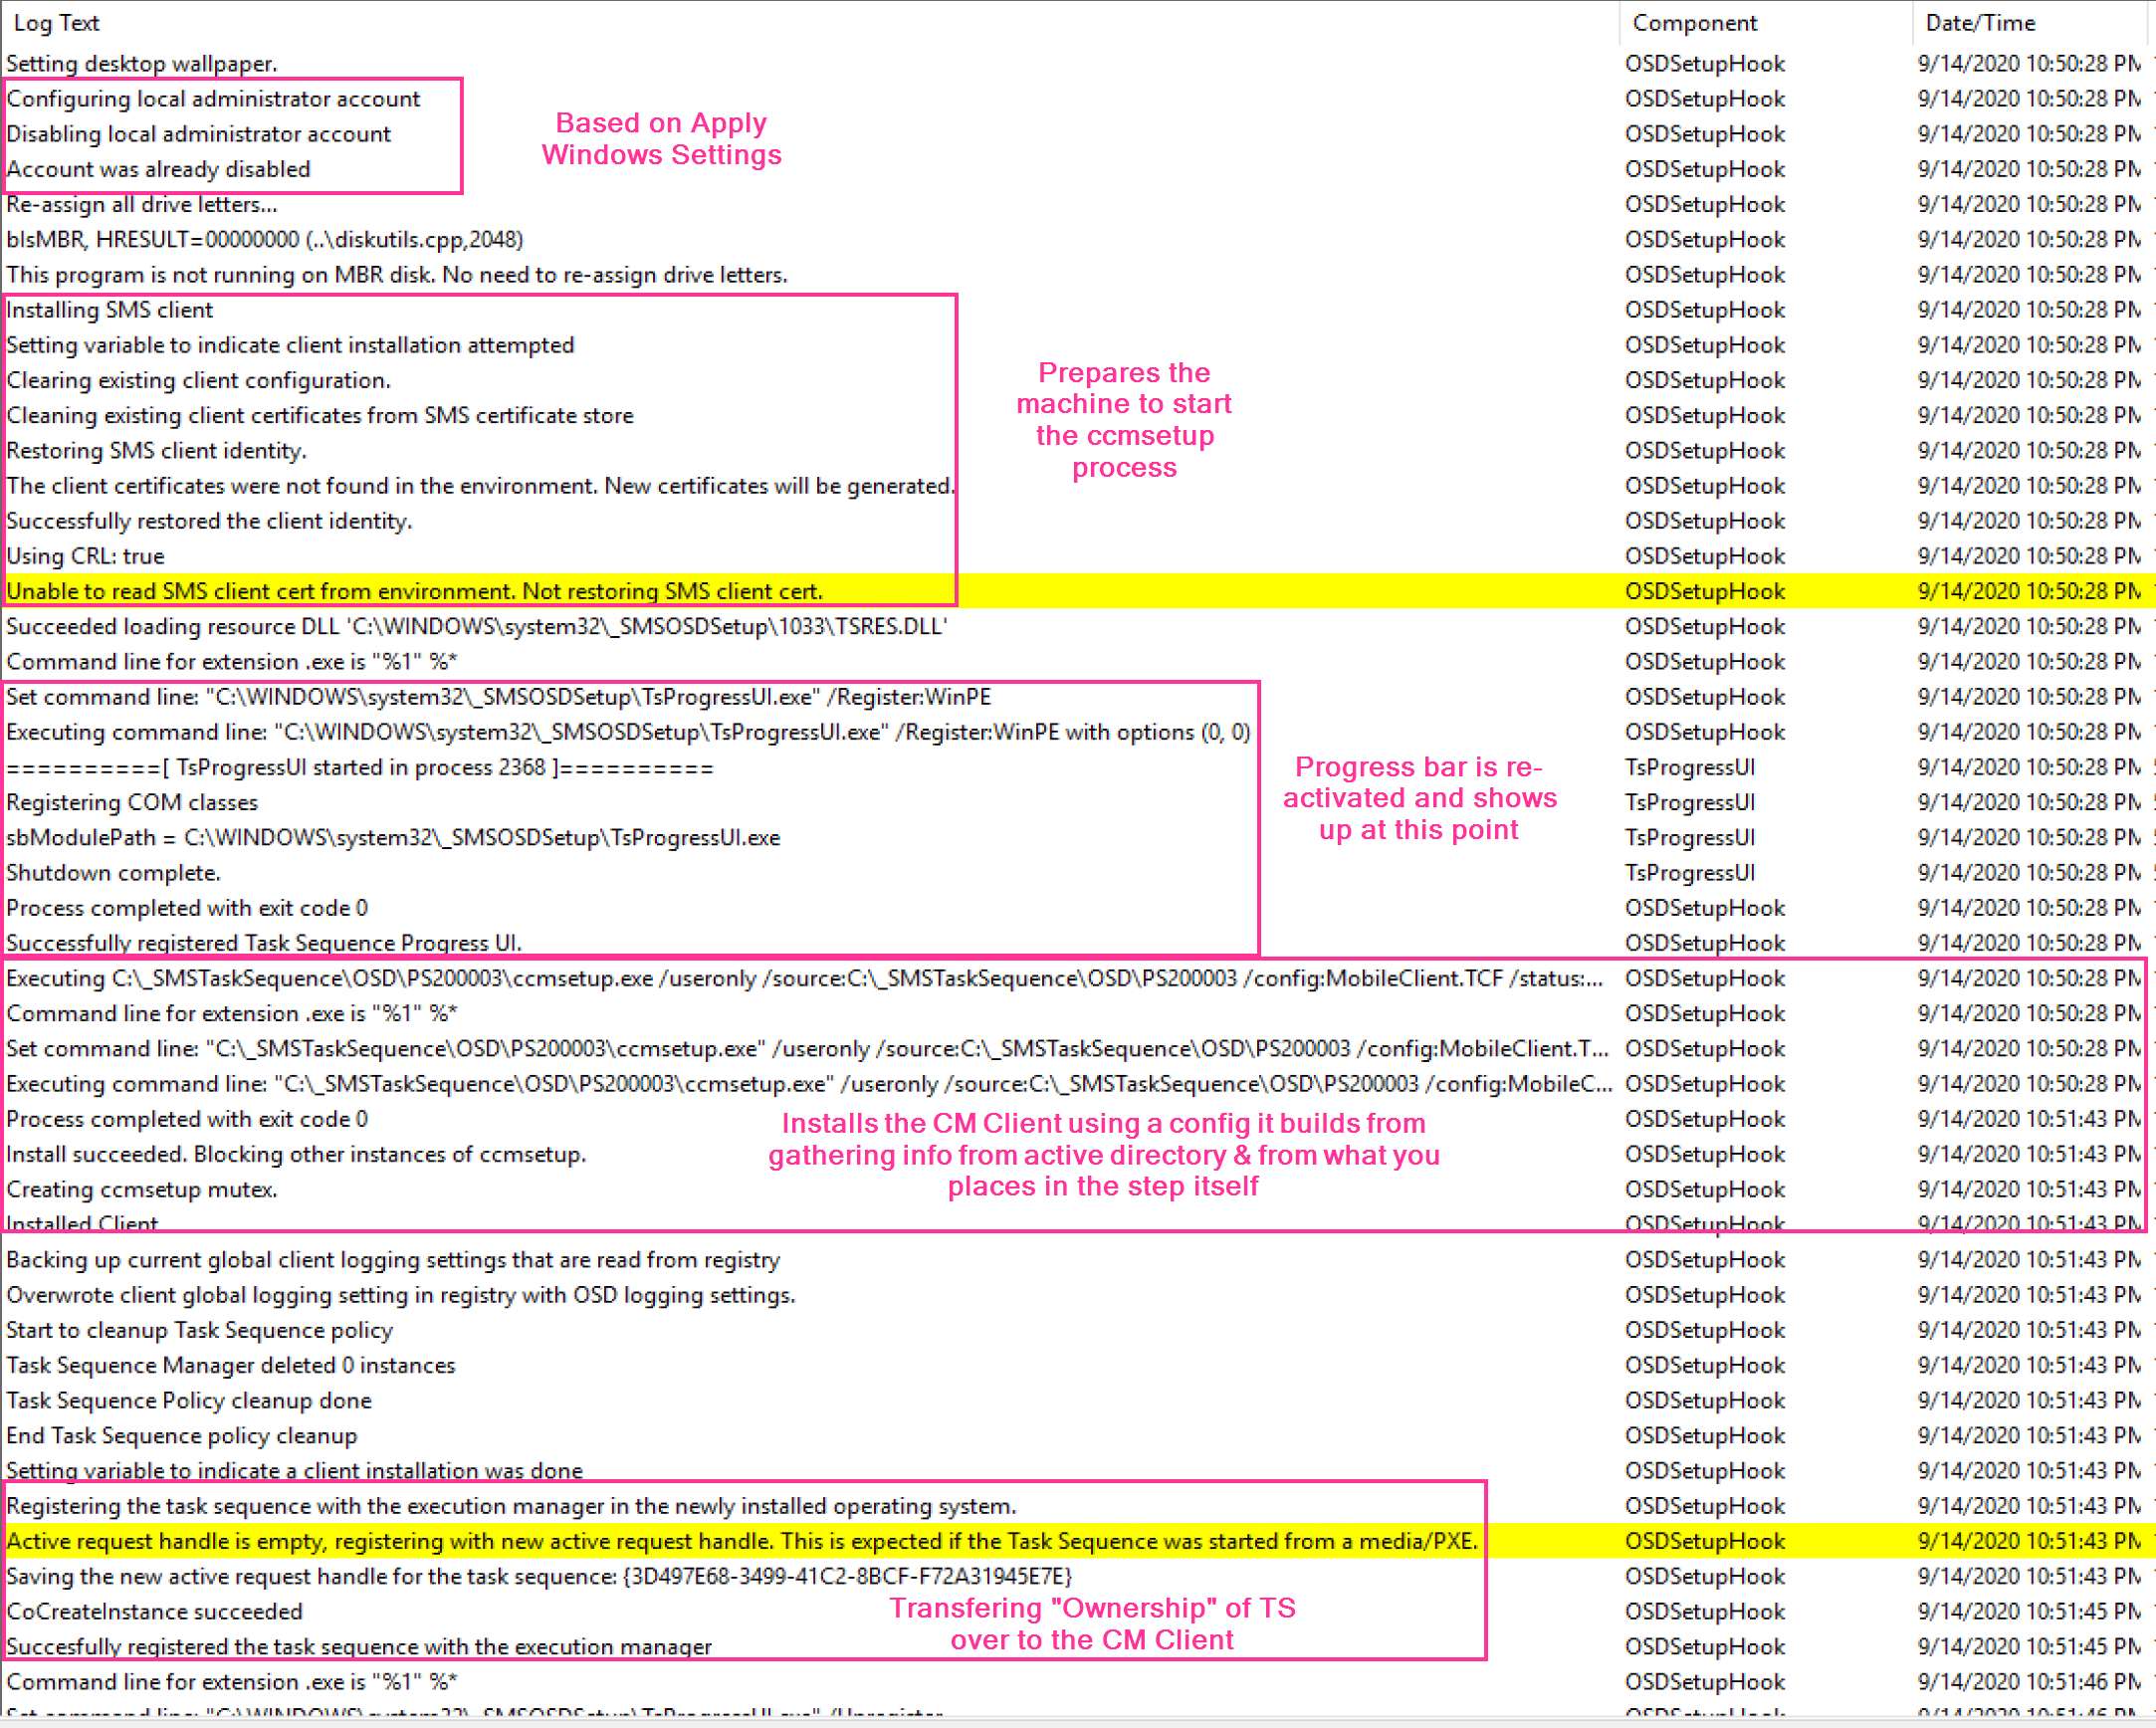 Log Text Component Date/Time
Setting desktop wallpaper. OSDSetupHook 9/14/2020 10:50:28 PM
Configuring local administrator account OSDSetupHook 9/14/2020 10:50:28 PM
Based on Apply
Disabling local administrator account OSDSetupHook 9/14/2020 10:50:28 PM
Windows Settings
Account was already disabled OSDSetupHook 9/14/2020 10:50:28 PM
Re-assign all drive letters... OSDSetupHook 9/14/2020 10:50:28 PM
bIsMBR, HRESULT=00000000 (..\diskutils.cpp,2048) OSDSetupHook 9/14/2020 10:50:28 PM
This program is not running on MBR disk. No need to re-assign drive letters. OSDSetupHook 9/14/2020 10:50:28 PM
Installing SMS client OSDSetupHook 9/14/2020 10:50:28 PM
Setting variable to indicate client installation attempted OSDSetupHook 9/14/2020 10:50:28 PM
Prepares the
Clearing existing client configuration. OSDSetupHook 9/14/2020 10:50:28 PM
machine to start
Cleaning existing client certificates from SMS certificate store OSDSetupHook 9/14/2020 10:50:28 PM
the ccmsetup
Restoring SMS client identity. OSDSetupHook 9/14/2020 10:50:28 PM
process
The client certificates were not found in the environment. New certificates will be generated. OSDSetupHook 9/14/2020 10:50:28 PM
Successfully restored the client identity. OSDSetupHook 9/14/2020 10:50:28 PM
Using CRL: true OSDSetupHook 9/14/2020 10:50:28 PM
Unable to read SMS client cert from environment. Not restoring SMS client cert. OSDSetupHook 9/14/2020 10:50:28 PM
Succeeded loading resource DLL 'C:\WINDOWS\system32\_SMSOSDSetup\1033\TSRES.DLL' OSDSetupHook 9/14/2020 10:50:28 PM
Command line for extension .exe is "%1" %* OSDSetupHook 9/14/2020 10:50:28 PM
Set command line: "C:\WINDOWS\system32\_SMSOSDSetup\TsProgressUI.exe" /Register:WinPE OSDSetupHook 9/14/2020 10:50:28 PM
Executing command line: "C:\WINDOWS\system32\_SMSOSDSetup\TsProgressUI.exe" /Register:WinPE with options (0, 0) OSDSetupHook 9/14/2020 10:50:28 PM
==========[ TsProgressUI started in process 2368 ]========== TsProgressUI 9/14/2020 10:50:28 PM
Progress bar is re-
Registering COM classes TsProgressUI 9/14/2020 10:50:28 PM
activated and shows
sbModulePath = C:\WINDOWS\system32\_SMSOSDSetup\TsProgressUI.exe TsProgressUI 9/14/2020 10:50:28 PM
up at this point
Shutdown complete. TsProgressUI 9/14/2020 10:50:28 PM
Process completed with exit code 0 OSDSetupHook 9/14/2020 10:50:28 PM
Successfully registered Task Sequence Progress UI. OSDSetupHook 9/14/2020 10:50:28 PM
Executing C:\_SMSTaskSequence\OSD\PS200003\ccmsetup.exe /useronly /source:C:\_SMSTaskSequence\OSD\PS200003 /config:MobileClient.TCF /status:... OSDSetupHook 9/14/2020 10:50:28 PM
Command line for extension .exe is "%1" %* OSDSetupHook 9/14/2020 10:50:28 PM
Set command line: "C:\_SMSTaskSequence\OSD\PS200003\ccmsetup.exe" /useronly /source:C:\_SMSTaskSequence\OSD\PS200003 /config:MobileClient.T... OSDSetupHook 9/14/2020 10:50:28 PM
Executing command line: "C:\_SMSTaskSequence\OSD\PS200003\ccmsetup.exe" /useronly /source:C:\_SMSTaskSequence\OSD\PS200003 /config:MobileC... OSDSetupHook 9/14/2020 10:50:28 PM
Process completed with exit code 0 OSDSetupHook 9/14/2020 10:51:43 PM
Installs the CM Client using a config it builds from
Install succeeded. Blocking other instances of ccmsetup. OSDSetupHook 9/14/2020 10:51:43 PM
gathering info from active directory & from what you
Creating ccmsetup mutex. OSDSetupHook 9/14/2020 10:51:43 PM
places in the step itself
Installed Client OSDSetupHook 9/14/2020 10:51:43 PM
Backing up current global client logging settings that are read from registry OSDSetupHook 9/14/2020 10:51:43 PM
Overwrote client global logging setting in registry with OSD logging settings. OSDSetupHook 9/14/2020 10:51:43 PM
Start to cleanup Task Sequence policy OSDSetupHook 9/14/2020 10:51:43 PM
Task Sequence Manager deleted 0 instances OSDSetupHook 9/14/2020 10:51:43 PM
Task Sequence Policy cleanup done OSDSetupHook 9/14/2020 10:51:43 PM
End Task Sequence policy cleanup OSDSetupHook 9/14/2020 10:51:43 PM
Setting variable to indicate a client installation was done OSDSetupHook 9/14/2020 10:51:43 PM
Registering the task sequence with the execution manager in the newly installed operating system. OSDSetupHook 9/14/2020 10:51:43 PM
Active request handle is empty, registering with new active request handle. This is expected if the Task Sequence was started from a media/PXE. OSDSetupHook 9/14/2020 10:51:43 PM
Saving the new active request handle for the task sequence: {3D497E68-3499-41C2-8BCF-F72A31945E7E} OSDSetupHook 9/14/2020 10:51:43 PM
CoCreateInstance succeeded OSDSetupHook 9/14/2020 10:51:45 PM
Transfering "Ownership" of TS
Succesfully registered the task sequence with the execution manager OSDSetupHook 9/14/2020 10:51:45 PM
over to the CM Client
Command line for extension .exe is "%1" %* OSDSetupHook 9/14/2020 10:51:46 PM